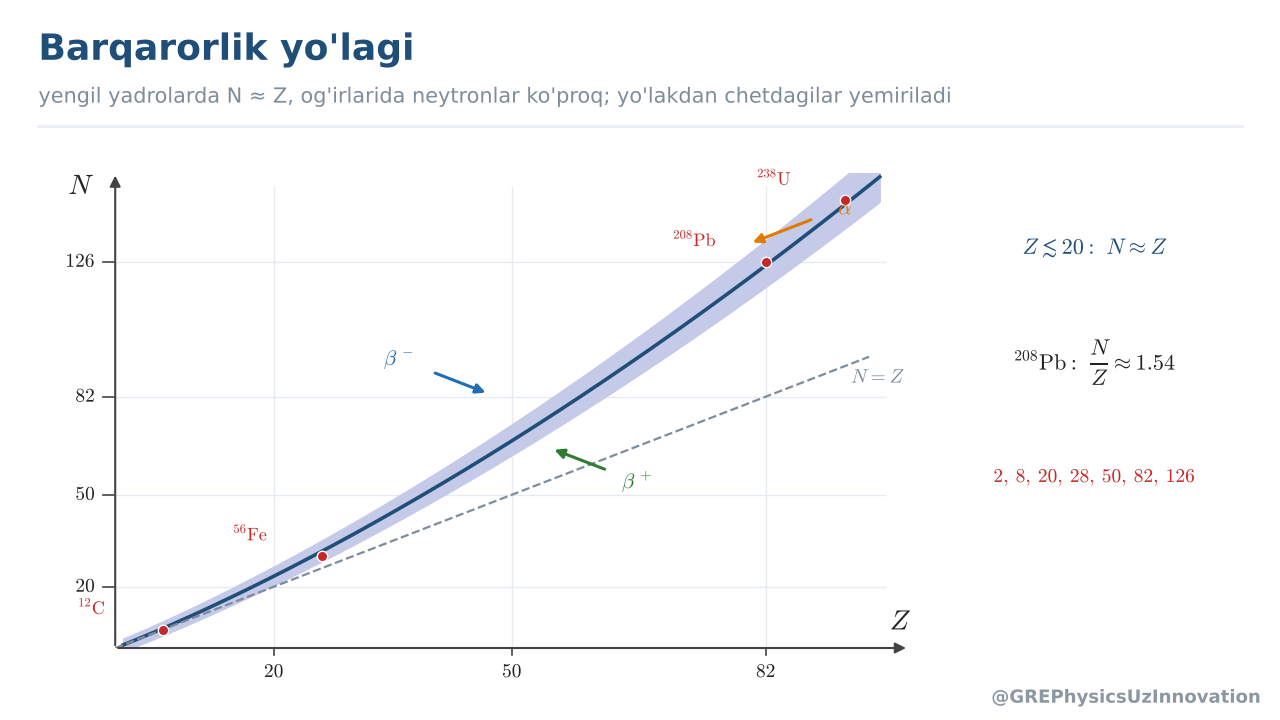 Barqarorlik yo'lagi
yengil yadrolarda N ≈ Z, og'irlarida neytronlar ko'proq; yo'lakdan chetdagilar yemiriladi
N
²³⁸U
α
²⁰⁸Pb
Z ≲ 20 : N ≈ Z
126
β⁻
²⁰⁸Pb : N/Z ≈ 1.54
N = Z
82
β⁺
2, 8, 20, 28, 50, 82, 126
50
⁵⁶Fe
20
¹²C
Z
20 50 82
@GREPhysicsUzInnovation